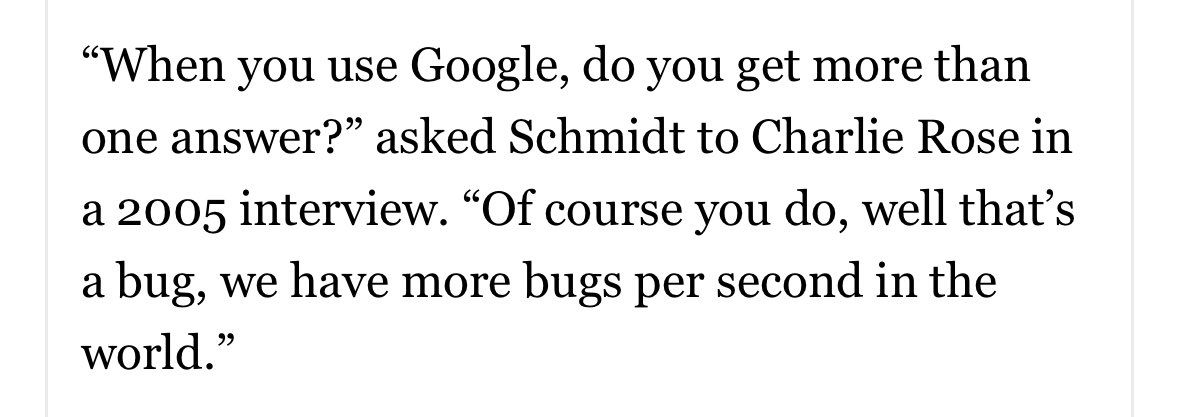 “When you use Google, do you get more than
one answer?” asked Schmidt to Charlie Rose in
a 2005 interview. “Of course you do, well that’s
a bug, we have more bugs per second in the
world.”